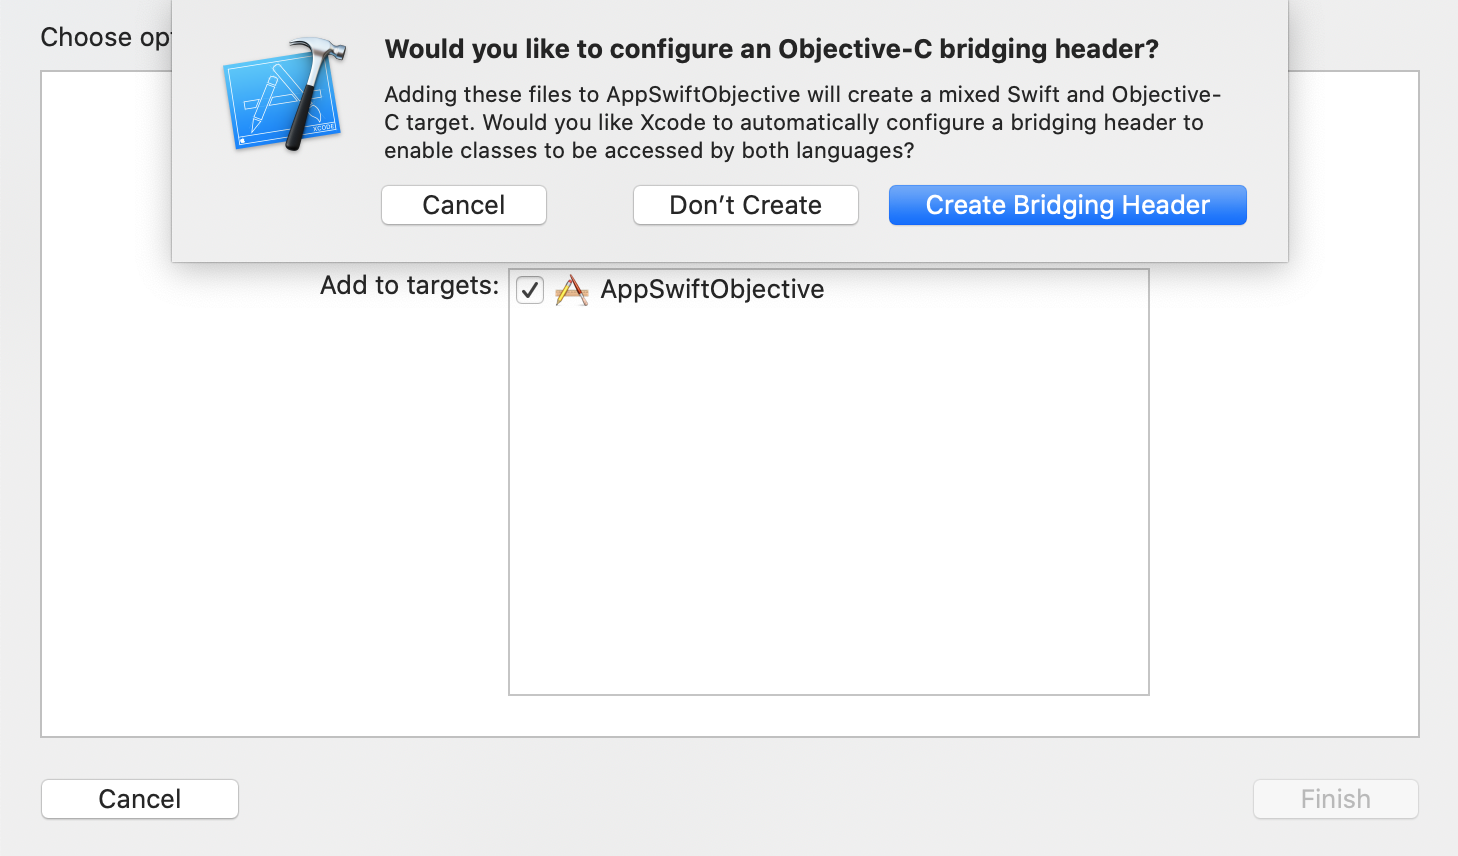 Choose op
Would you like to configure an Objective-C bridging header?
Adding these files to AppSwiftObjective will create a mixed Swift and Objective-
C target. Would you like Xcode to automatically configure a bridging header to
enable classes to be accessed by both languages?
XCODE
Cancel
Don’t Create
Create Bridging Header
Add to targets:
AppSwiftObjective
Cancel
Finish